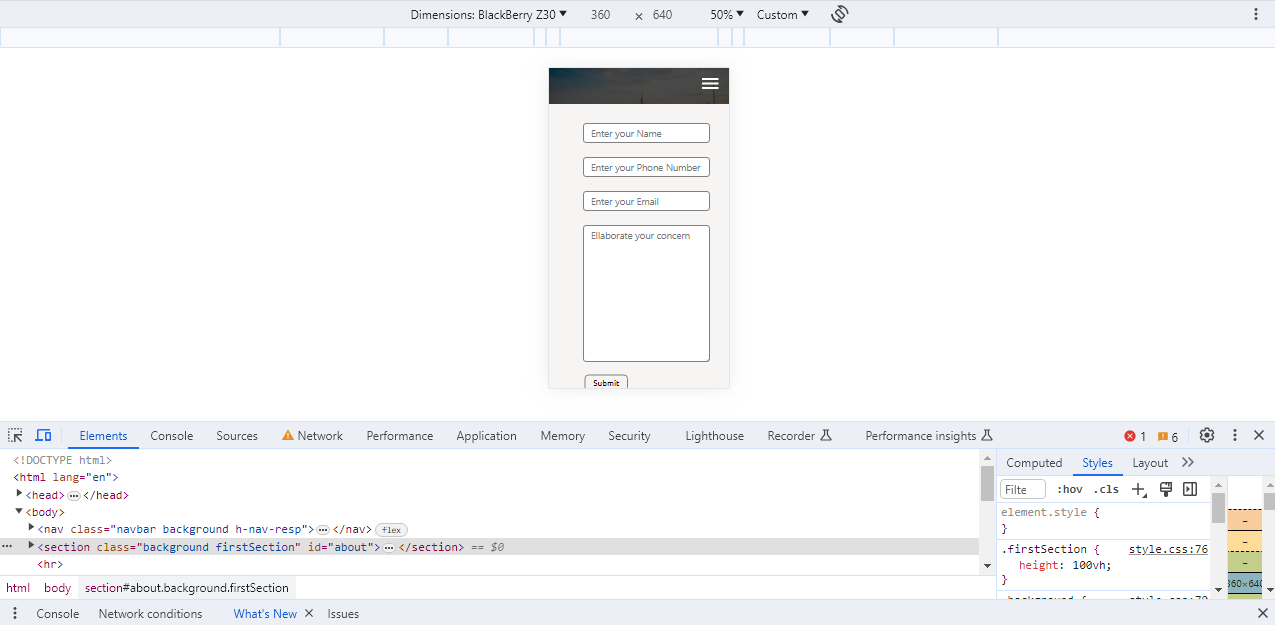 Dimensions: BlackBerry Z30 360 × 640 50% Custom
Enter your Name
Enter your Phone Number
Enter your Email
Ellaborate your concern
Submit
Elements Console Sources Network Performance Application Memory Security Lighthouse Recorder Performance insights 1 6
<!DOCTYPE html>
<html lang="en">
<head> </head>
<body>
<nav class="navbar background h-nav-resp"> </nav> flex
<section class="background firstSection" id="about"> </section> == $0
<hr>
html body section#about.background.firstSection
Computed Styles Layout
Filte :hov .cls
element.style {
}
.firstSection { style.css:76
height: 100vh;
}
360×640
Console Network conditions What's New Issues